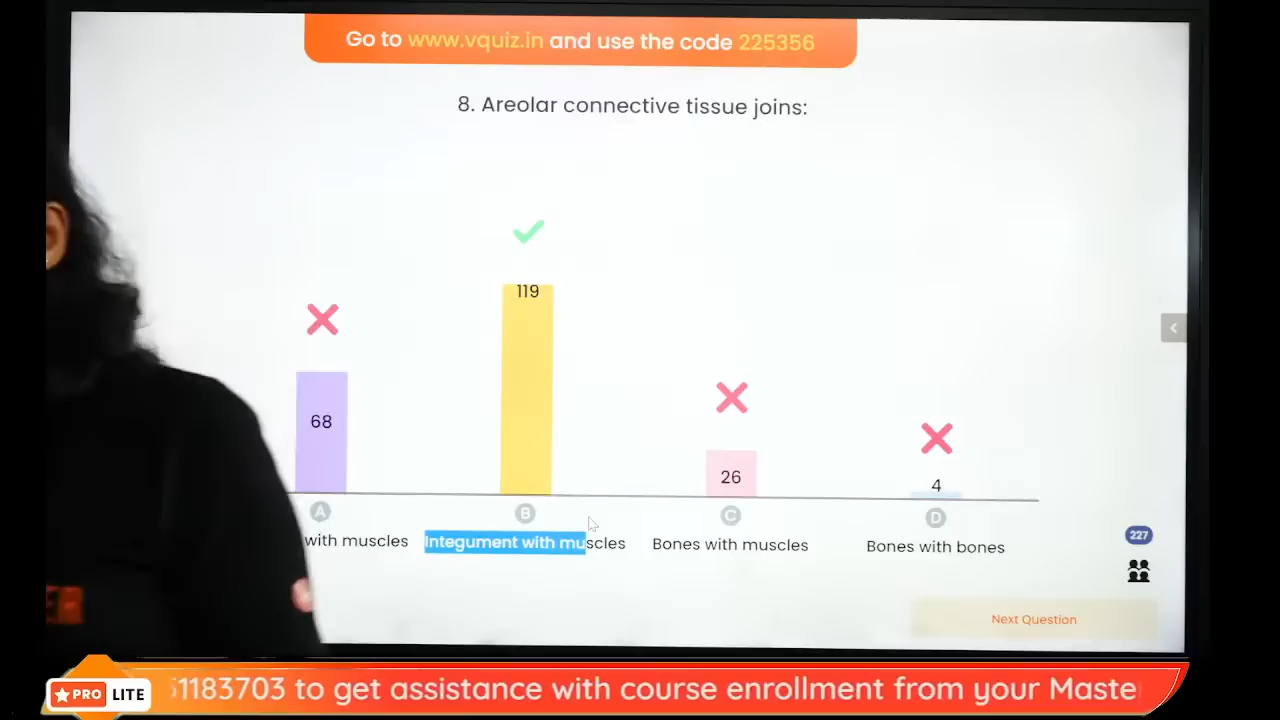 Go to www.vquiz.in and use the code 225356
8. Areolar connective tissue joins:
119
68
26
4
A
B
C
D
with muscles
Integument with muscles
Bones with muscles
Bones with bones
227
Next Question
PRO LITE
1183703 to get assistance with course enrollment from your Maste